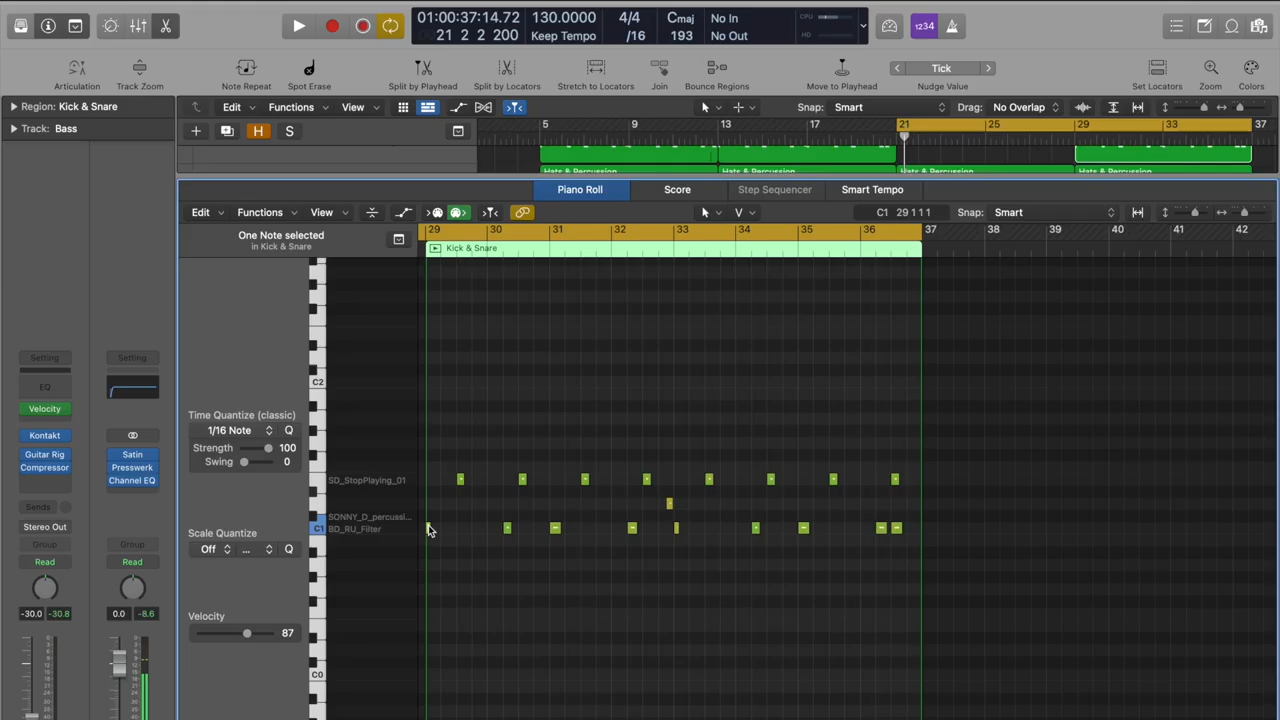 01:00:37:14.72 130.0000 4/4 Cmaj No In CPU
21 2 2 200 Keep Tempo /16 193 No Out HD
1234
Articulation Track Zoom Note Repeat Spot Erase Split by Playhead Split by Locators Stretch to Locators Join Bounce Regions Move to Playhead Tick Nudge Value Set Locators Zoom Colors
Region: Kick & Snare
Track: Bass
Edit Functions View Snap: Smart Drag: No Overlap
H S
5 9 13 17 21 25 29 33 37
Hats & Percussion Hats & Percussion Hats & Percussion Hats & Percussion
Piano Roll Score Step Sequencer Smart Tempo
Edit Functions View V C1 29 1 1 1 Snap: Smart
One Note selected
in Kick & Snare
29 30 31 32 33 34 35 36 37 38 39 40 41 42
Kick & Snare
C2
Time Quantize (classic)
1/16 Note Q
Strength 100
Swing 0
SD_StopPlaying_01
SONNY_D_percussi...
C1 BD_RU_Filter
Scale Quantize
Off ... Q
Velocity
87
C0
Setting Setting
EQ
Velocity
Kontakt
Guitar Rig Satin
Compressor Presswerk
Channel EQ
Sends
Stereo Out
Group Group
Read Read
-30.0 -30.8 0.0 -8.6